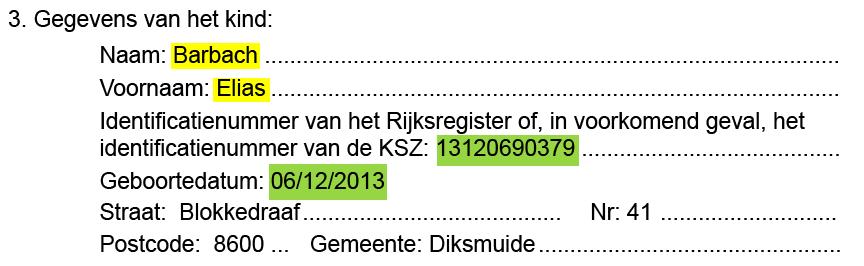 3. Gegevens van het kind:
Naam: Barbach ....................................................................................................
Voornaam: Elias....................................................................................................
Identificatienummer van het Rijksregister of, in voorkomend geval, het
identificatienummer van de KSZ: 13120690379 .........................................
Geboortedatum: 06/12/2013
Straat: Blokkedraaf......................................... Nr: 41 ............................
Postcode: 8600 ... Gemeente: Diksmuide................................................